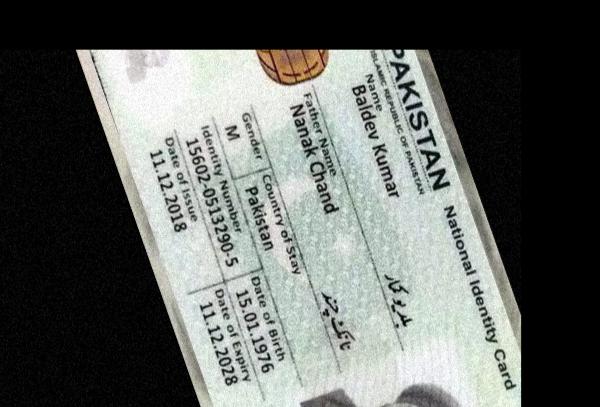 PAKISTAN National Identity Card
ISLAMIC REPUBLIC OF PAKISTAN
Name
Baldev Kumar
بلدیو کمار
Father Name
Nanak Chand
نانک چند
Gender Country of Stay
M Pakistan
Identity Number Date of Birth
15602-0513290-5 15.01.1976
Date of Issue Date of Expiry
11.12.2018 11.12.2028